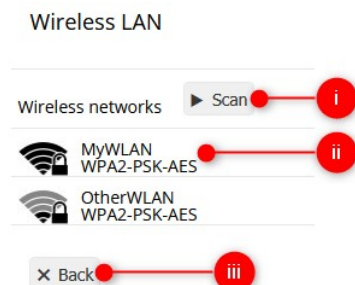 Wireless LAN
Wireless networks ▶ Scan i
MyWLAN
WPA2-PSK-AES ii
OtherWLAN
WPA2-PSK-AES
× Back iii